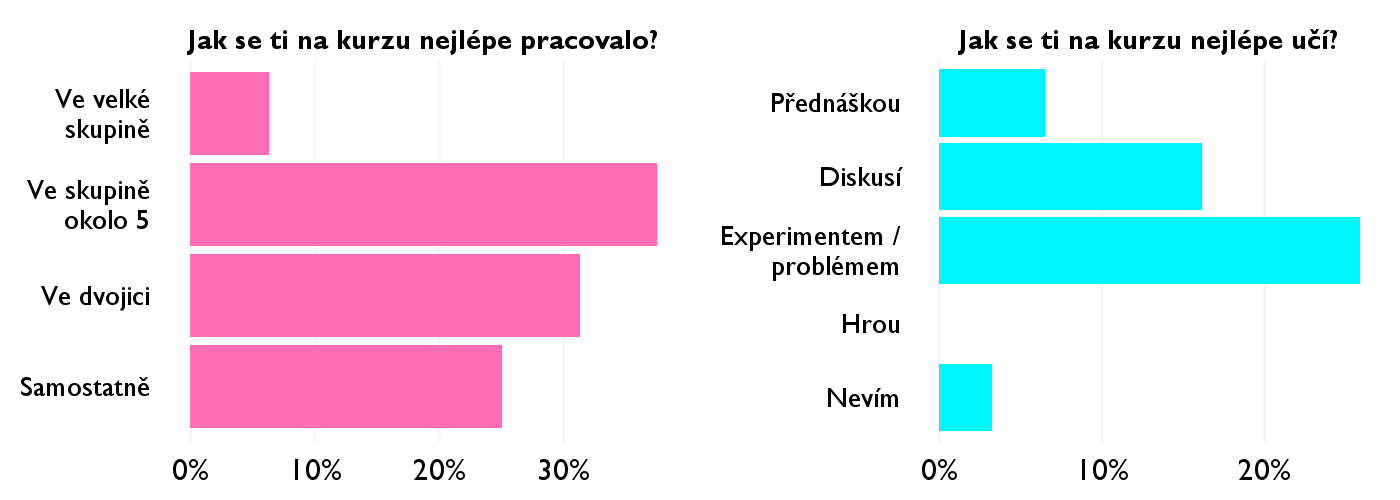 Jak se ti na kurzu nejlépe pracovalo?
Ve velké
skupině
Ve skupině
okolo 5
Ve dvojici
Samostatně
0%
10%
20%
30%
Jak se ti na kurzu nejlépe učí?
Přednáškou
Diskusí
Experimentem /
problémem
Hrou
Nevím
0%
10%
20%